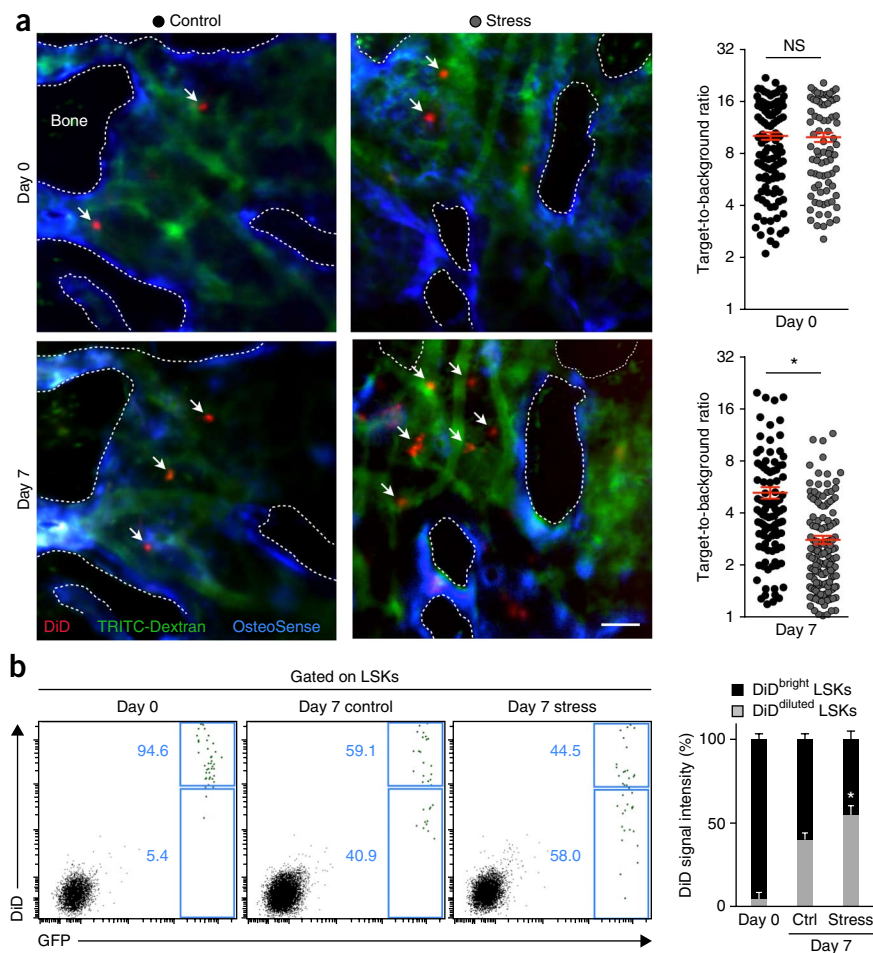 a
Control
Stress
Bone
Day 0
Day 7
DiD
TRITC-Dextran
OsteoSense
32
NS
16
8
4
2
1
Target-to-background ratio
Day 0
32
*
16
8
4
2
1
Target-to-background ratio
Day 7
b
Gated on LSKs
Day 0
Day 7 control
Day 7 stress
94.6
59.1
44.5
5.4
40.9
58.0
DiD
GFP
DiDbright LSKs
DiDdiluted LSKs
100
50
0
DiD signal intensity (%)
*
Day 0 Ctrl Stress
Day 7